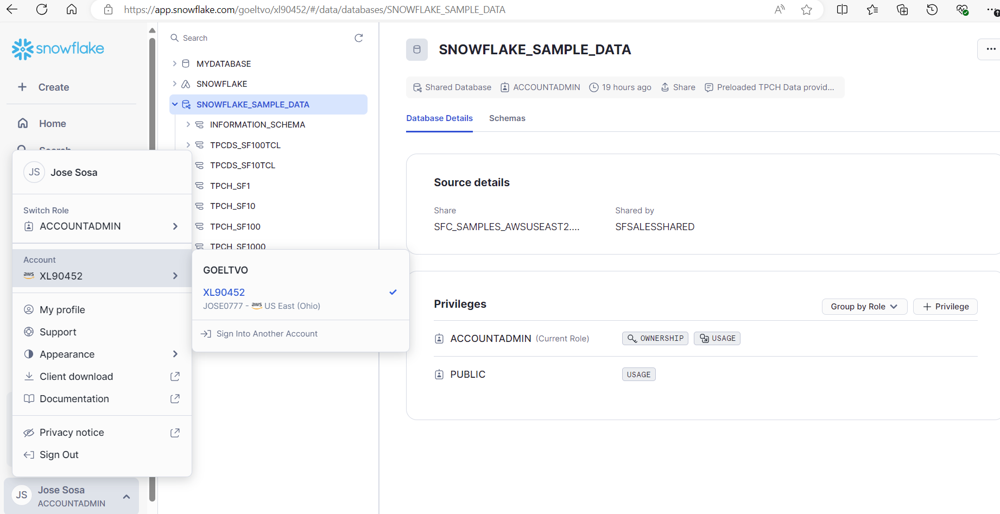 https://app.snowflake.com/goeltvo/xl90452/#/data/databases/SNOWFLAKE_SAMPLE_DATA
snowflake
Create
Home
Search
JS Jose Sosa
Switch Role
ACCOUNTADMIN
Account
aws XL90452
My profile
Support
Appearance
Client download
Documentation
Privacy notice
Sign Out
JS Jose Sosa
ACCOUNTADMIN
Search
MYDATABASE
SNOWFLAKE
SNOWFLAKE_SAMPLE_DATA
INFORMATION_SCHEMA
TPCDS_SF100TCL
TPCDS_SF10TCL
TPCH_SF1
TPCH_SF10
TPCH_SF100
TPCH_SF1000
GOELTVO
XL90452
JOSE0777 - aws US East (Ohio)
Sign Into Another Account
SNOWFLAKE_SAMPLE_DATA
Shared Database ACCOUNTADMIN 19 hours ago Share Preloaded TPCH Data provid...
Database Details Schemas
Source details
Share Shared by
SFC_SAMPLES_AWSUSEAST2.... SFSALESSHARED
Privileges Group by Role + Privilege
ACCOUNTADMIN (Current Role) OWNERSHIP USAGE
PUBLIC USAGE